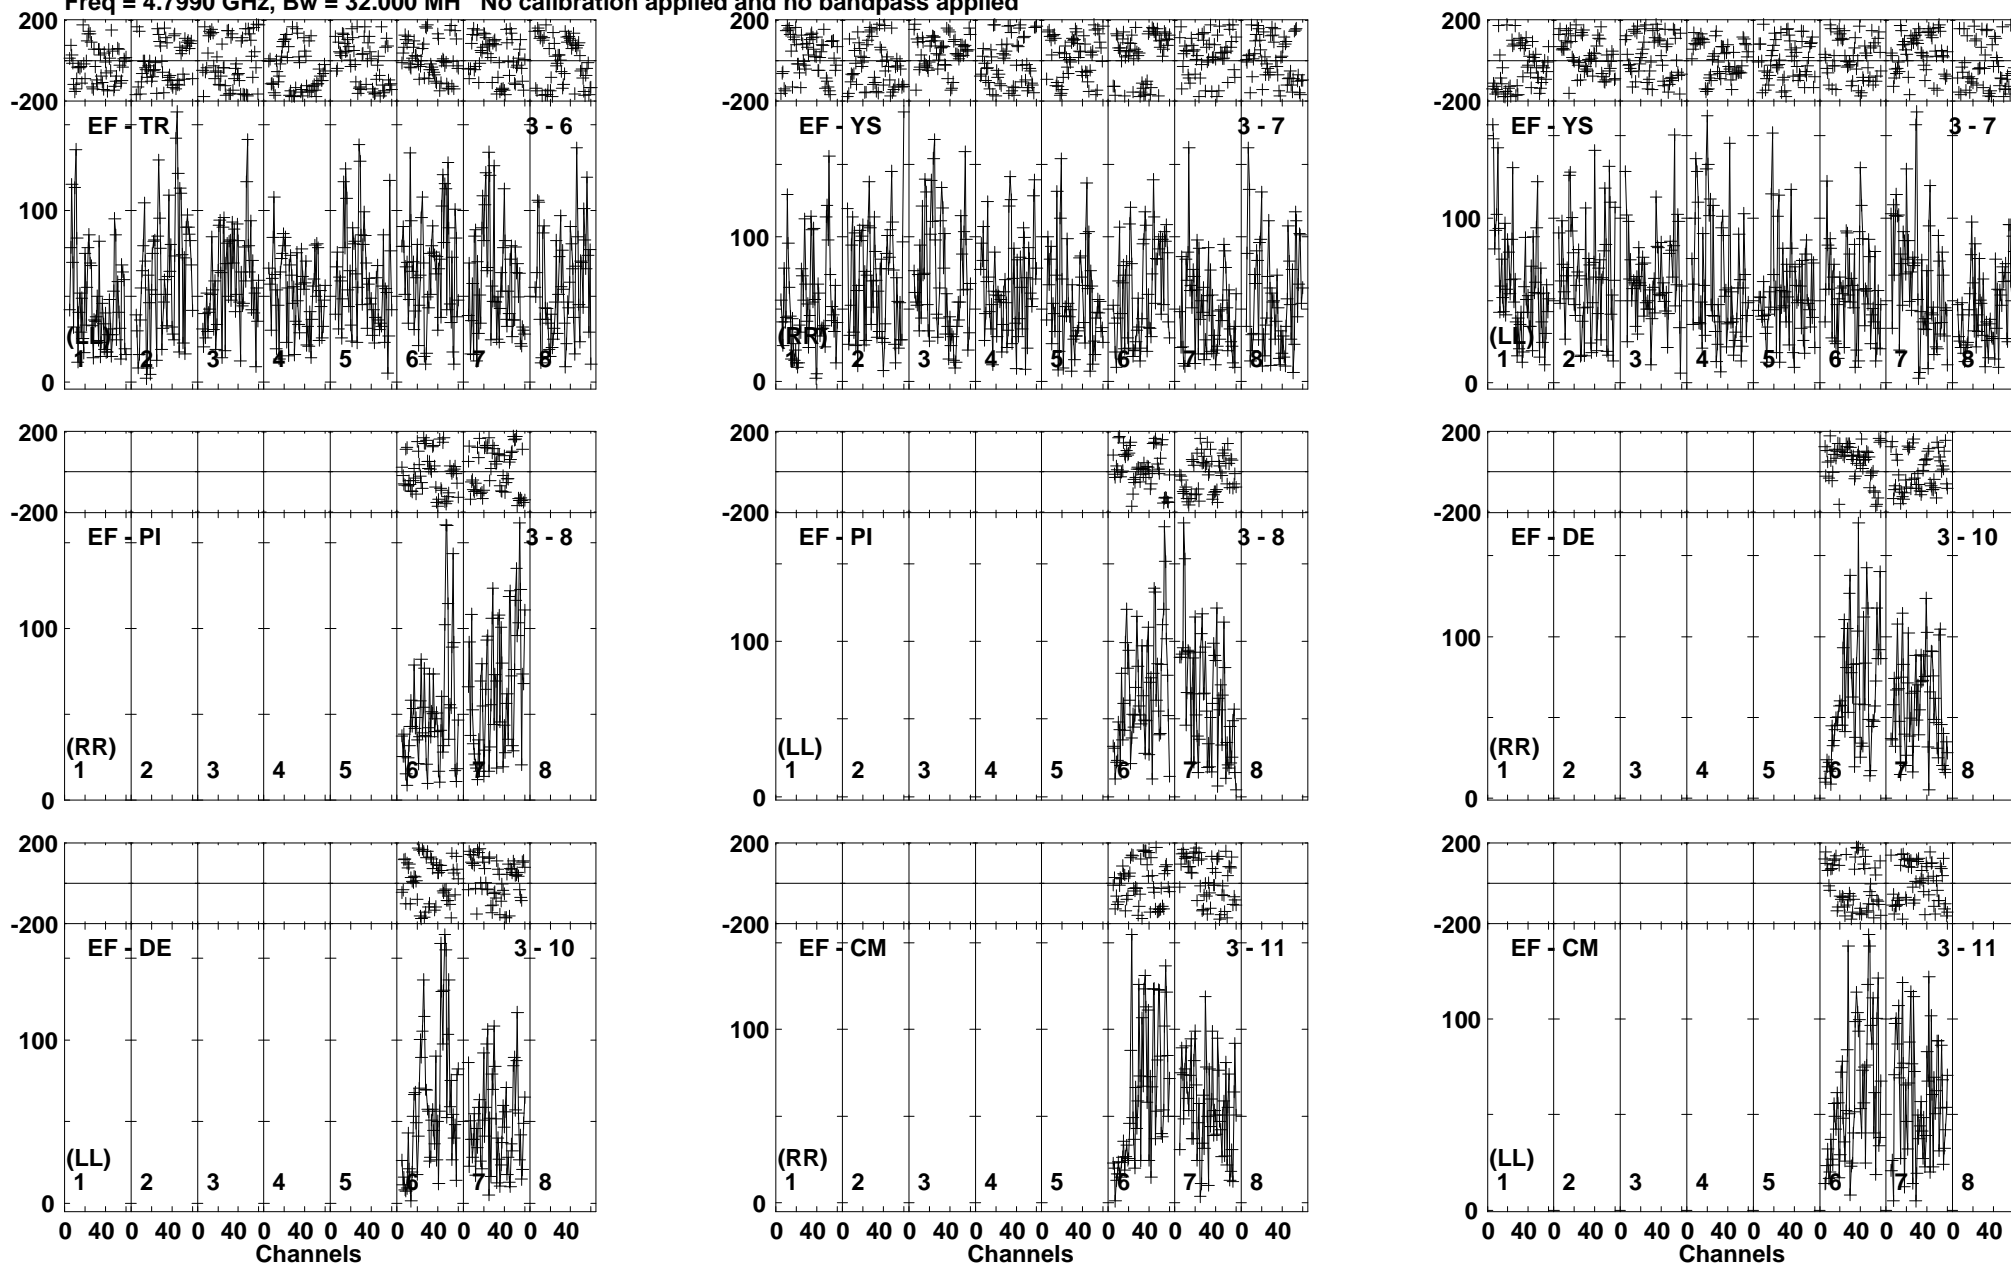 Freq = 4.7990 GHz, Bw = 32.000 MH No calibration applied and no bandpass applied
200 200 200
-200 -200 -200
EF - TR 3 - 6 EF - YS 3 - 7 EF - YS 3 - 7
100 100 100
(LL) (RR) (LL)
1 2 3 4 5 6 7 8 1 2 3 4 5 6 7 8 1 2 3 4 5 6 7 8
0 0 0
200 200 200
-200 -200 -200
EF - PI 3 - 8 EF - PI 3 - 8 EF - DE 3 - 10
100 100 100
(RR) (LL) (RR)
1 2 3 4 5 6 7 8 1 2 3 4 5 6 7 8 1 2 3 4 5 6 7 8
0 0 0
200 200 200
-200 -200 -200
EF - DE 3 - 10 EF - CM 3 - 11 EF - CM 3 - 11
100 100 100
(LL) (RR) (LL)
1 2 3 4 5 6 7 8 1 2 3 4 5 6 7 8 1 2 3 4 5 6 7 8
0 0 0
0 40 0 40 0 40 0 40 0 40 0 40 0 40 0 40 0 40 0 40 0 40 0 40 0 40 0 40 0 40 0 40 0 40 0 40 0 40 0 40 0 40 0 40 0 40 0 40
Channels Channels Channels